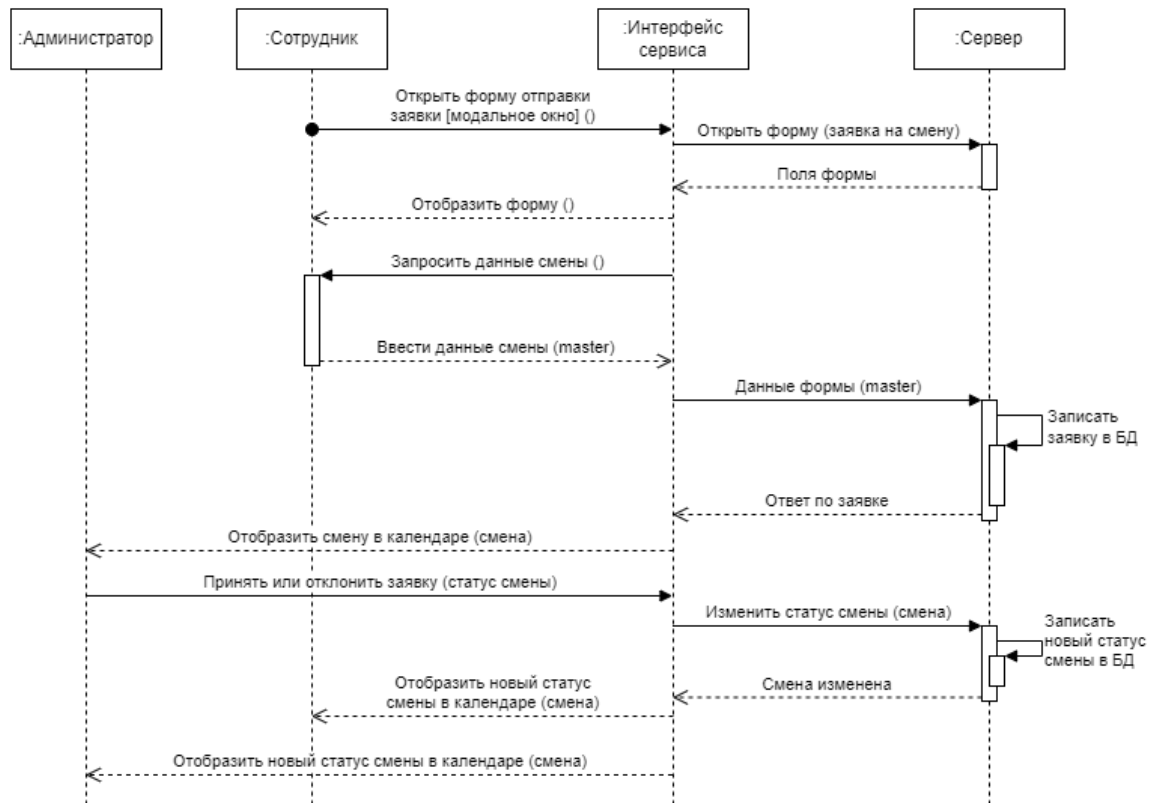 :Администратор
:Сотрудник
:Интерфейс
сервиса
:Сервер
Открыть форму отправки
заявки [модальное окно] ()
Открыть форму (заявка на смену)
Поля формы
Отобразить форму ()
Запросить данные смены ()
Ввести данные смены (master)
Данные формы (master)
Записать
заявку в БД
Ответ по заявке
Отобразить смену в календаре (смена)
Принять или отклонить заявку (статус смены)
Изменить статус смены (смена)
Записать
новый статус
смены в БД
Смена изменена
Отобразить новый статус
смены в календаре (смена)
Отобразить новый статус смены в календаре (смена)